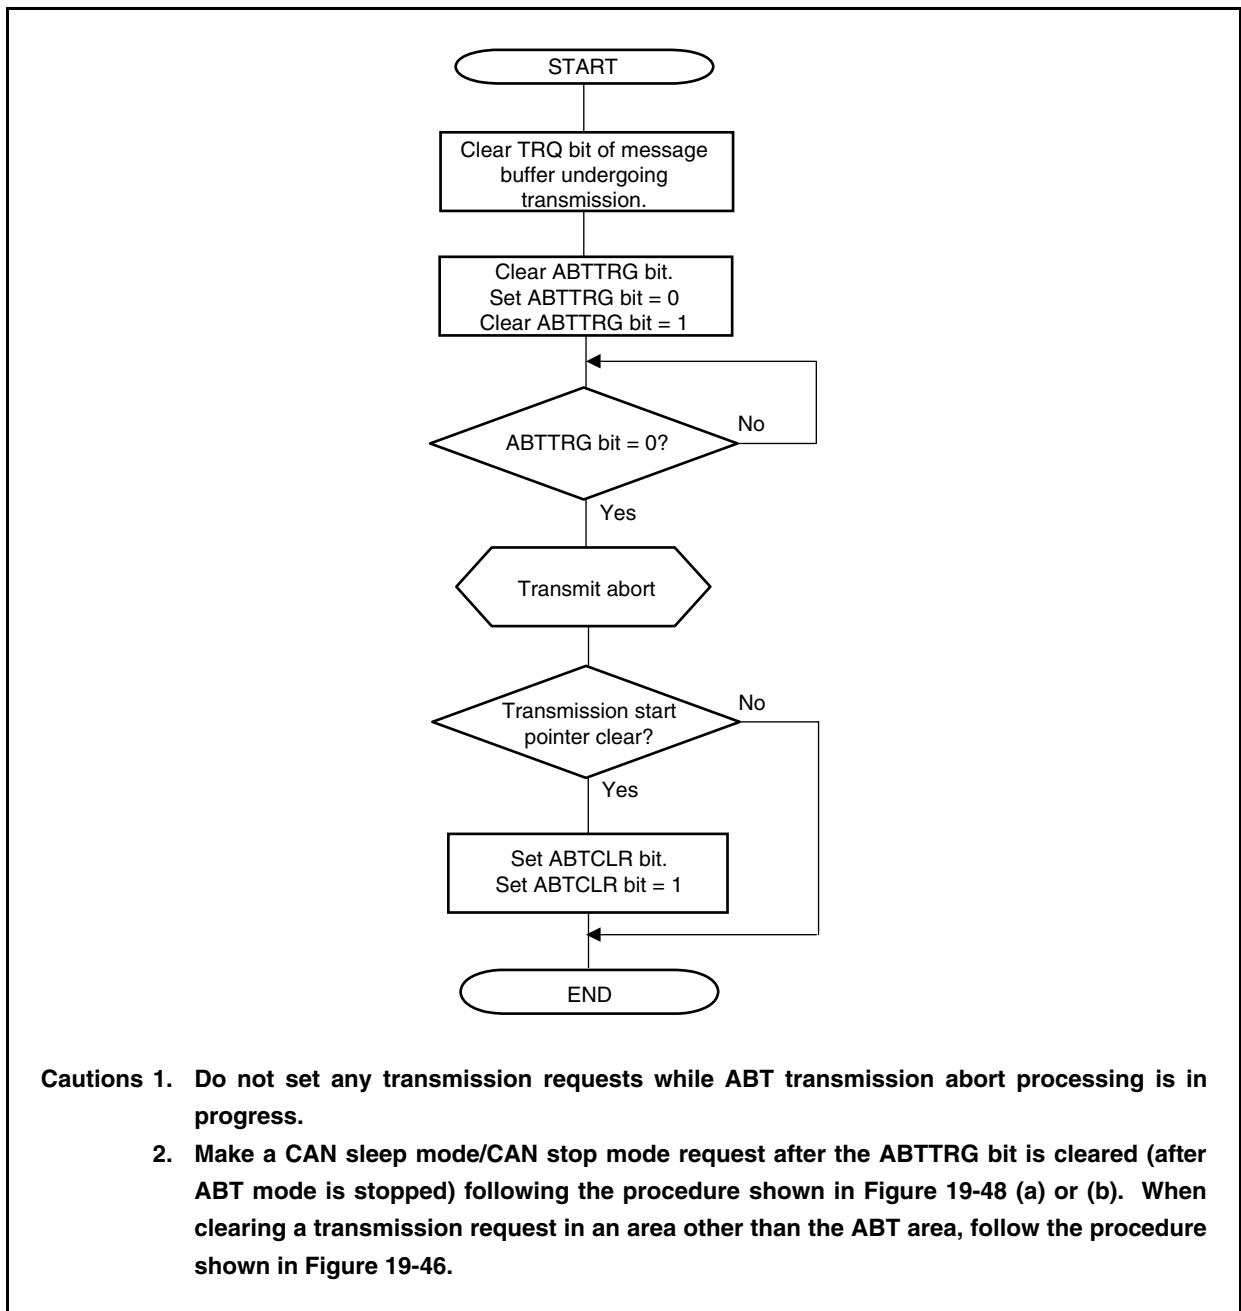 START
Clear TRQ bit of message
buffer undergoing
transmission.
Clear ABTTRG bit.
Set ABTTRG bit = 0
Clear ABTTRG bit = 1
No
ABTTRG bit = 0?
Yes
Transmit abort
No
Transmission start
pointer clear?
Yes
Set ABTCLR bit.
Set ABTCLR bit = 1
END
Cautions 1. Do not set any transmission requests while ABT transmission abort processing is in
progress.
2. Make a CAN sleep mode/CAN stop mode request after the ABTTRG bit is cleared (after
ABT mode is stopped) following the procedure shown in Figure 19-48 (a) or (b). When
clearing a transmission request in an area other than the ABT area, follow the procedure
shown in Figure 19-46.